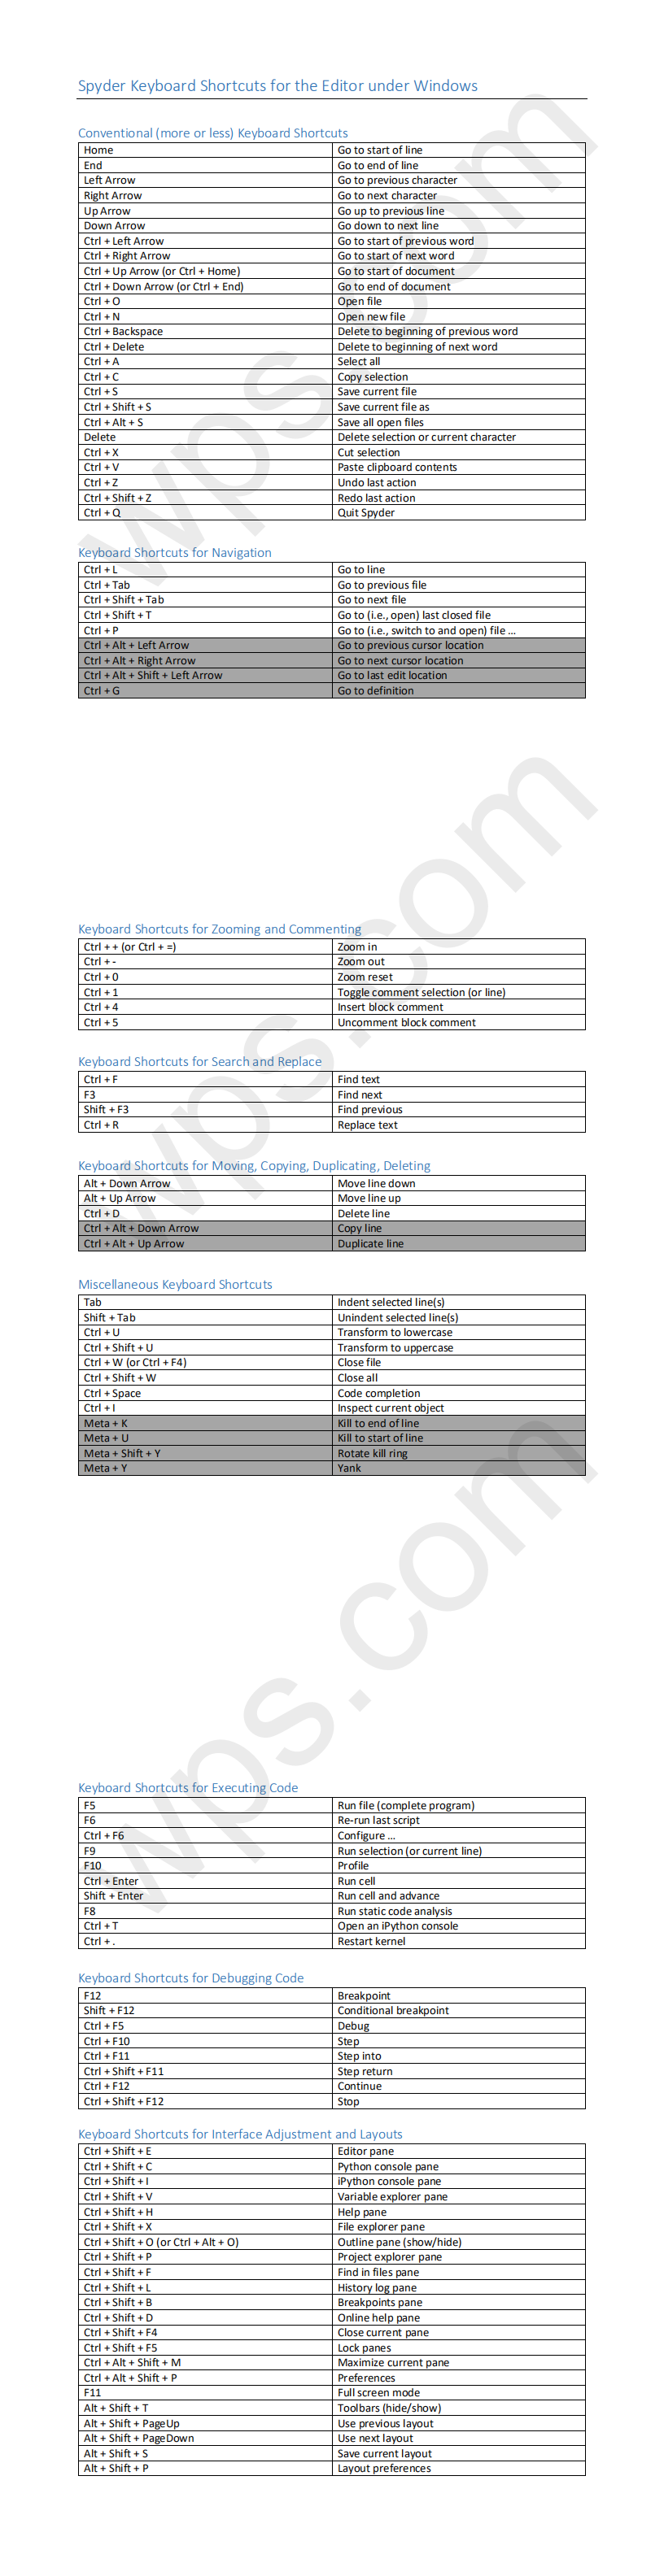 Spyder Keyboard Shortcuts for the Editor under Windows
Conventional (more or less) Keyboard Shortcuts
Home Go to start of line
End Go to end of line
Left Arrow Go to previous character
Right Arrow Go to next character
Up Arrow Go up to previous line
Down Arrow Go down to next line
Ctrl + Left Arrow Go to start of previous word
Ctrl + Right Arrow Go to start of next word
Ctrl + Up Arrow (or Ctrl + Home) Go to start of document
Ctrl + Down Arrow (or Ctrl + End) Go to end of document
Ctrl + O Open file
Ctrl + N Open new file
Ctrl + Backspace Delete to beginning of previous word
Ctrl + Delete Delete to beginning of next word
Ctrl + A Select all
Ctrl + C Copy selection
Ctrl + S Save current file
Ctrl + Shift + S Save current file as
Ctrl + Alt + S Save all open files
Delete Delete selection or current character
Ctrl + X Cut selection
Ctrl + V Paste clipboard contents
Ctrl + Z Undo last action
Ctrl + Shift + Z Redo last action
Ctrl + Q Quit Spyder
wps.com
Keyboard Shortcuts for Navigation
Ctrl + L Go to line
Ctrl + Tab Go to previous file
Ctrl + Shift + Tab Go to next file
Ctrl + Shift + T Go to (i.e., open) last closed file
Ctrl + P Go to (i.e., switch to and open) file ...
Ctrl + Alt + Left Arrow Go to previous cursor location
Ctrl + Alt + Right Arrow Go to next cursor location
Ctrl + Alt + Shift + Left Arrow Go to last edit location
Ctrl + G Go to definition
Keyboard Shortcuts for Zooming and Commenting
Ctrl + + (or Ctrl + =) Zoom in
Ctrl + - Zoom out
Ctrl + 0 Zoom reset
Ctrl + 1 Toggle comment selection (or line)
Ctrl + 4 Insert block comment
Ctrl + 5 Uncomment block comment
wps.com
Keyboard Shortcuts for Search and Replace
Ctrl + F Find text
F3 Find next
Shift + F3 Find previous
Ctrl + R Replace text
Keyboard Shortcuts for Moving, Copying, Duplicating, Deleting
Alt + Down Arrow Move line down
Alt + Up Arrow Move line up
Ctrl + D Delete line
Ctrl + Alt + Down Arrow Copy line
Ctrl + Alt + Up Arrow Duplicate line
Miscellaneous Keyboard Shortcuts
Tab Indent selected line(s)
Shift + Tab Unindent selected line(s)
Ctrl + U Transform to lowercase
Ctrl + Shift + U Transform to uppercase
Ctrl + W (or Ctrl + F4) Close file
Ctrl + Shift + W Close all
Ctrl + Space Code completion
Ctrl + I Inspect current object
Meta + K Kill to end of line
Meta + U Kill to start of line
Meta + Shift + Y Rotate kill ring
Meta + Y Yank
wps.com
Keyboard Shortcuts for Executing Code
F5 Run file (complete program)
F6 Re-run last script
Ctrl + F6 Configure ...
F9 Run selection (or current line)
F10 Profile
Ctrl + Enter Run cell
Shift + Enter Run cell and advance
F8 Run static code analysis
Ctrl + T Open an iPython console
Ctrl + . Restart kernel
Keyboard Shortcuts for Debugging Code
F12 Breakpoint
Shift + F12 Conditional breakpoint
Ctrl + F5 Debug
Ctrl + F10 Step
Ctrl + F11 Step into
Ctrl + Shift + F11 Step return
Ctrl + F12 Continue
Ctrl + Shift + F12 Stop
Keyboard Shortcuts for Interface Adjustment and Layouts
Ctrl + Shift + E Editor pane
Ctrl + Shift + C Python console pane
Ctrl + Shift + I iPython console pane
Ctrl + Shift + V Variable explorer pane
Ctrl + Shift + H Help pane
Ctrl + Shift + X File explorer pane
Ctrl + Shift + O (or Ctrl + Alt + O) Outline pane (show/hide)
Ctrl + Shift + P Project explorer pane
Ctrl + Shift + F Find in files pane
Ctrl + Shift + L History log pane
Ctrl + Shift + B Breakpoints pane
Ctrl + Shift + D Online help pane
Ctrl + Shift + F4 Close current pane
Ctrl + Shift + F5 Lock panes
Ctrl + Alt + Shift + M Maximize current pane
Ctrl + Alt + Shift + P Preferences
F11 Full screen mode
Alt + Shift + T Toolbars (hide/show)
Alt + Shift + PageUp Use previous layout
Alt + Shift + PageDown Use next layout
Alt + Shift + S Save current layout
Alt + Shift + P Layout preferences